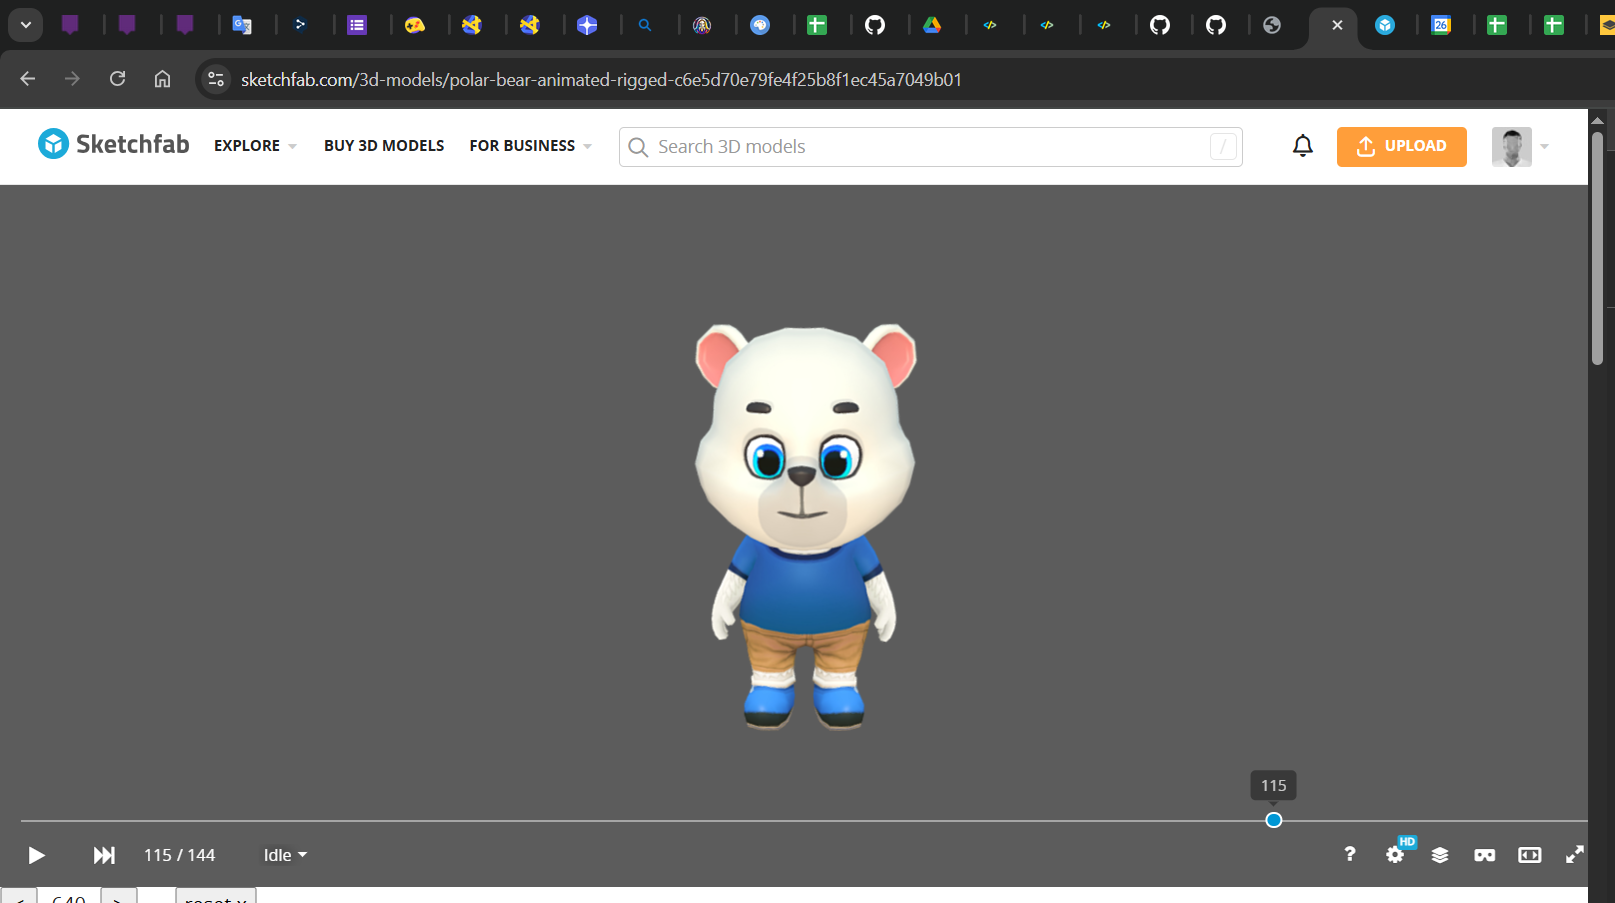 sketchfab.com/3d-models/polar-bear-animated-rigged-c6e5d70e79fe4f25b8f1ec45a7049b01
Sketchfab EXPLORE BUY 3D MODELS FOR BUSINESS Search 3D models / UPLOAD
26
115
115 / 144 Idle ? HD
< 640 > reset x